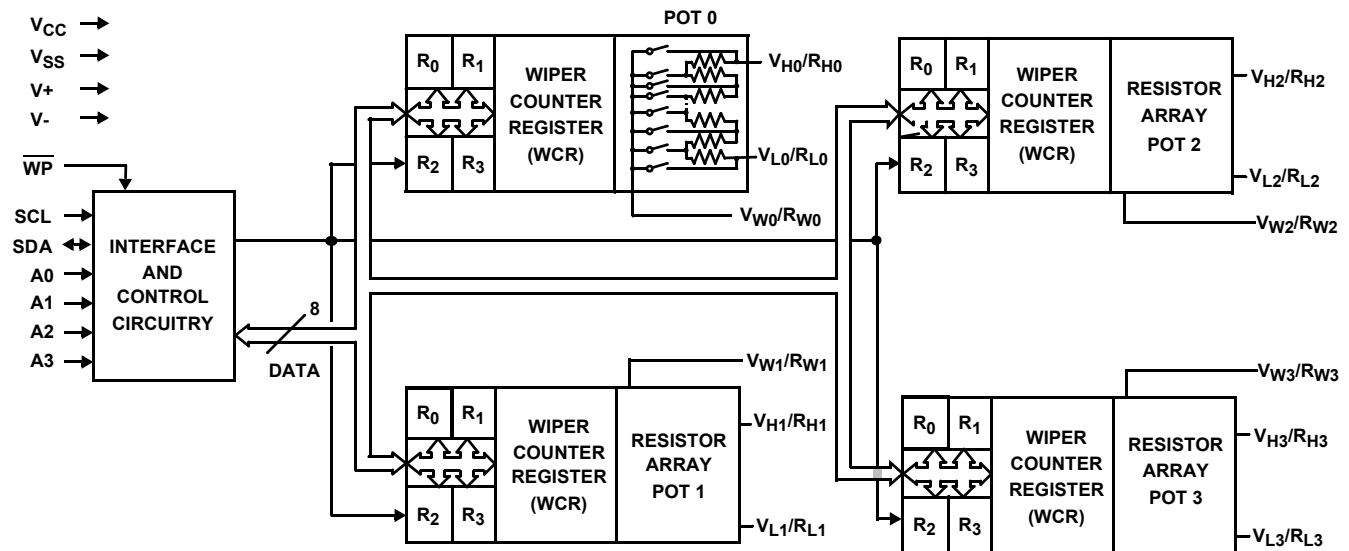 V_CC
V_SS
V+
V-
WP
SCL
SDA
A0
A1
A2
A3
INTERFACE
AND
CONTROL
CIRCUITRY
8
DATA
POT 0
R0 R1
R2 R3
WIPER
COUNTER
REGISTER
(WCR)
VH0/RH0
VL0/RL0
VW0/RW0
R0 R1
R2 R3
WIPER
COUNTER
REGISTER
(WCR)
RESISTOR
ARRAY
POT 2
VH2/RH2
VL2/RL2
VW2/RW2
VW1/RW1
R0 R1
R2 R3
WIPER
COUNTER
REGISTER
(WCR)
RESISTOR
ARRAY
POT 1
VH1/RH1
VL1/RL1
VW3/RW3
R0 R1
R2 R3
WIPER
COUNTER
REGISTER
(WCR)
RESISTOR
ARRAY
POT 3
VH3/RH3
VL3/RL3